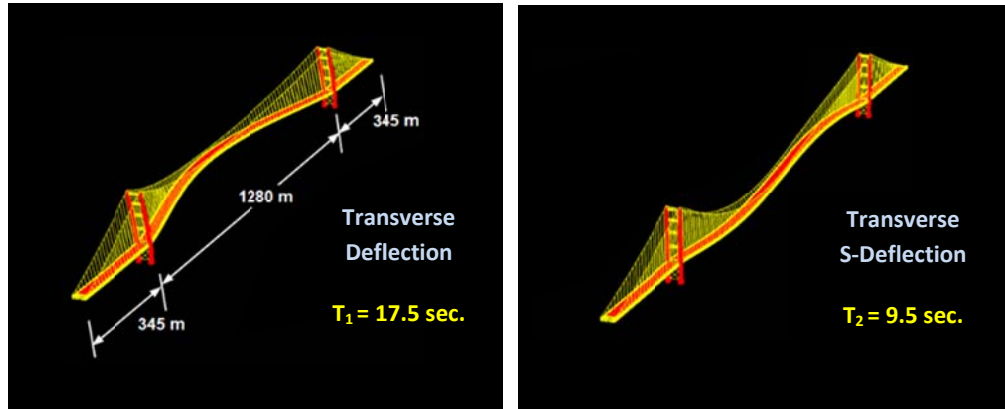 345 m
1280 m
345 m
Transverse
Deflection
T₁ = 17.5 sec.
Transverse
S-Deflection
T₂ = 9.5 sec.